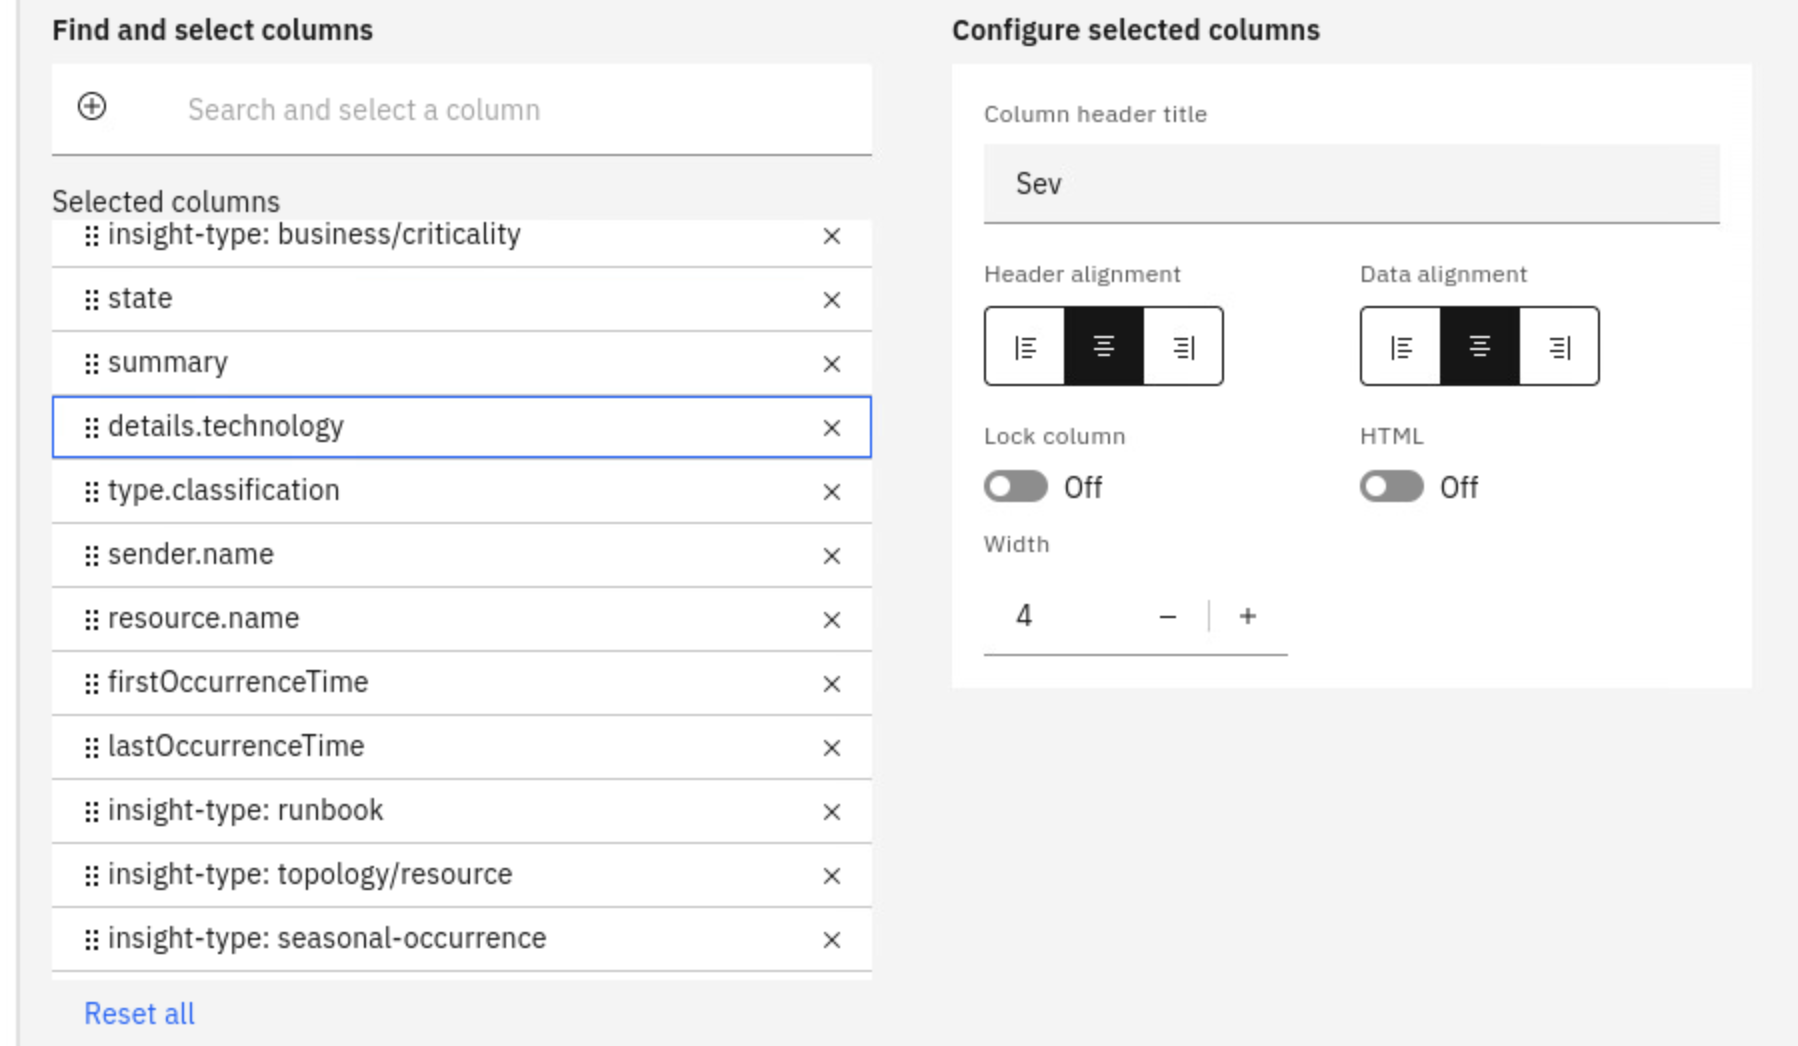 Find and select columns
Search and select a column
Selected columns
insight-type: business/criticality
state
summary
details.technology
type.classification
sender.name
resource.name
firstOccurrenceTime
lastOccurrenceTime
insight-type: runbook
insight-type: topology/resource
insight-type: seasonal-occurrence
Reset all
Configure selected columns
Column header title
Sev
Header alignment
Data alignment
Lock column
HTML
Off
Off
Width
4